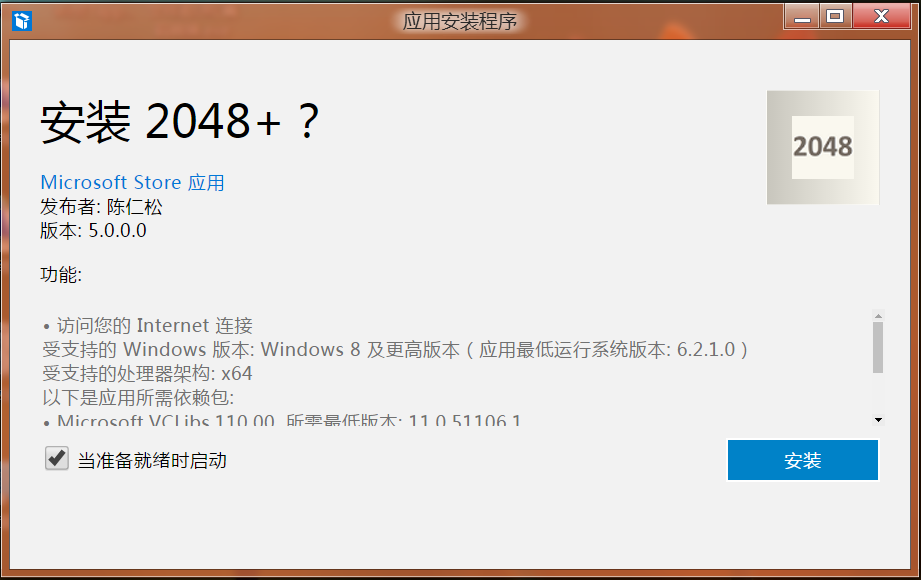 应用安装程序
安装 2048+ ?
2048
Microsoft Store 应用
发布者: 陈仁松
版本: 5.0.0.0
功能:
• 访问您的 Internet 连接
受支持的 Windows 版本: Windows 8 及更高版本 ( 应用最低运行系统版本: 6.2.1.0 )
受支持的处理器架构: x64
以下是应用所需依赖包:
• Microsoft.VCLibs.110.00, 所需最低版本: 11.0.51106.1
当准备就绪时启动
安装